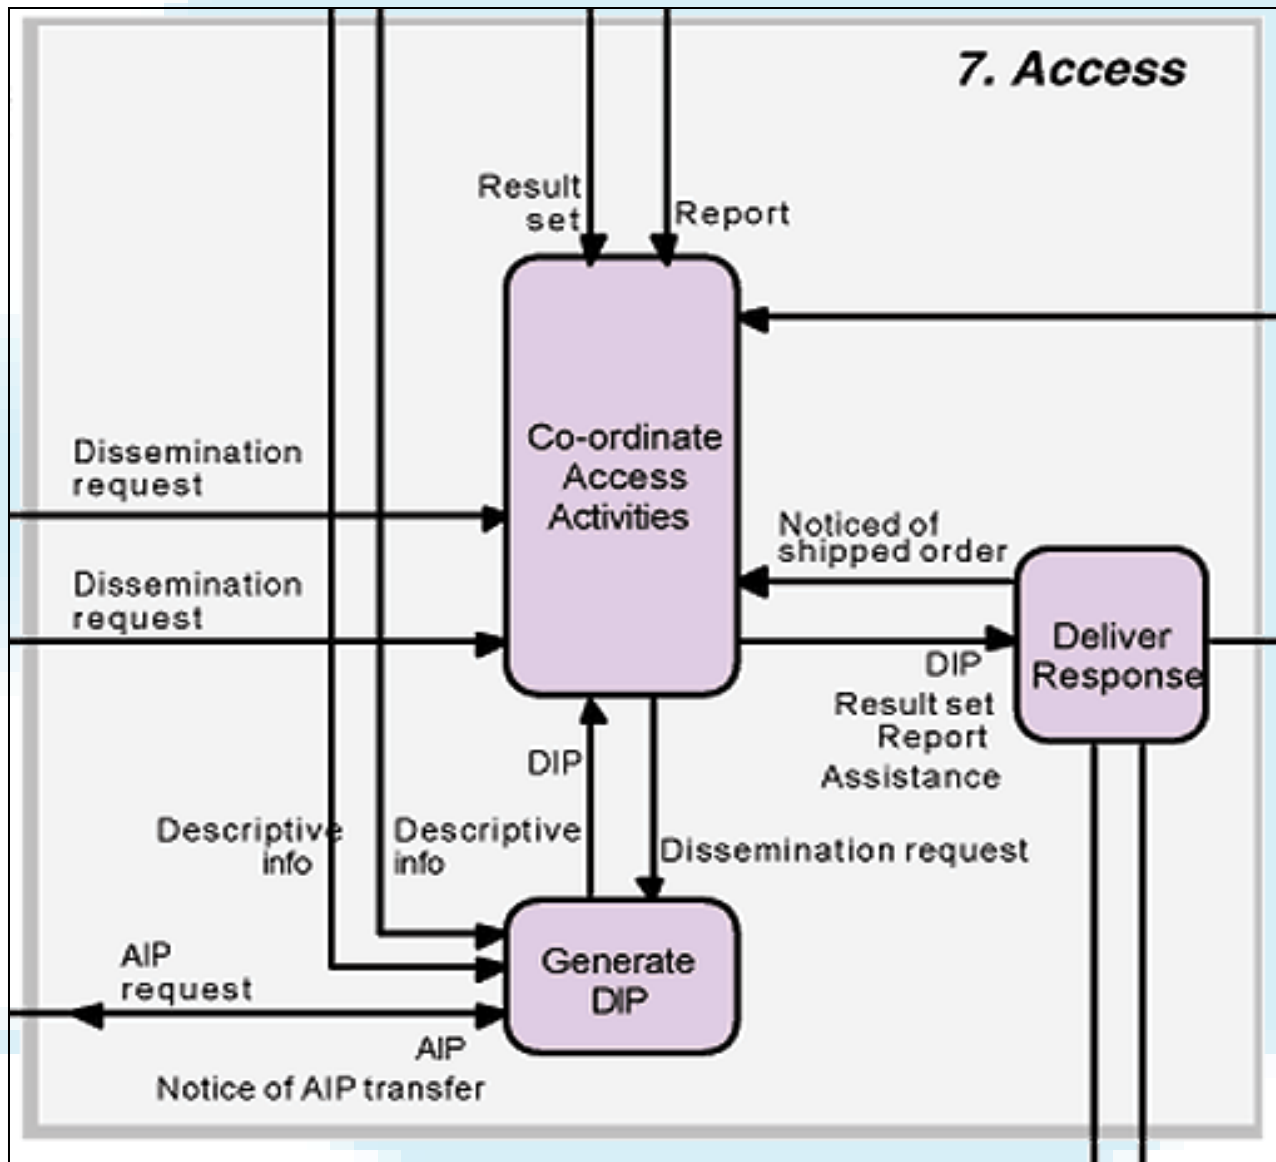 7. Access
Result
set
Report
Co-ordinate
Access
Activities
Dissemination
request
Dissemination
request
Noticed of
shipped order
Deliver
Response
DIP
Result set
Report
Assistance
DIP
Descriptive
info
Descriptive
info
Dissemination request
Generate
DIP
AIP
request
AIP
Notice of AIP transfer